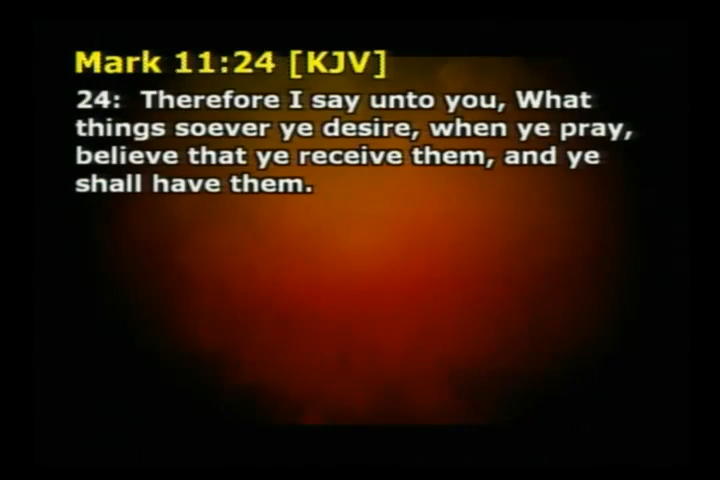 Mark 11:24 [KJV]
24:  Therefore I say unto you, What
things soever ye desire, when ye pray,
believe that ye receive them, and ye
shall have them.